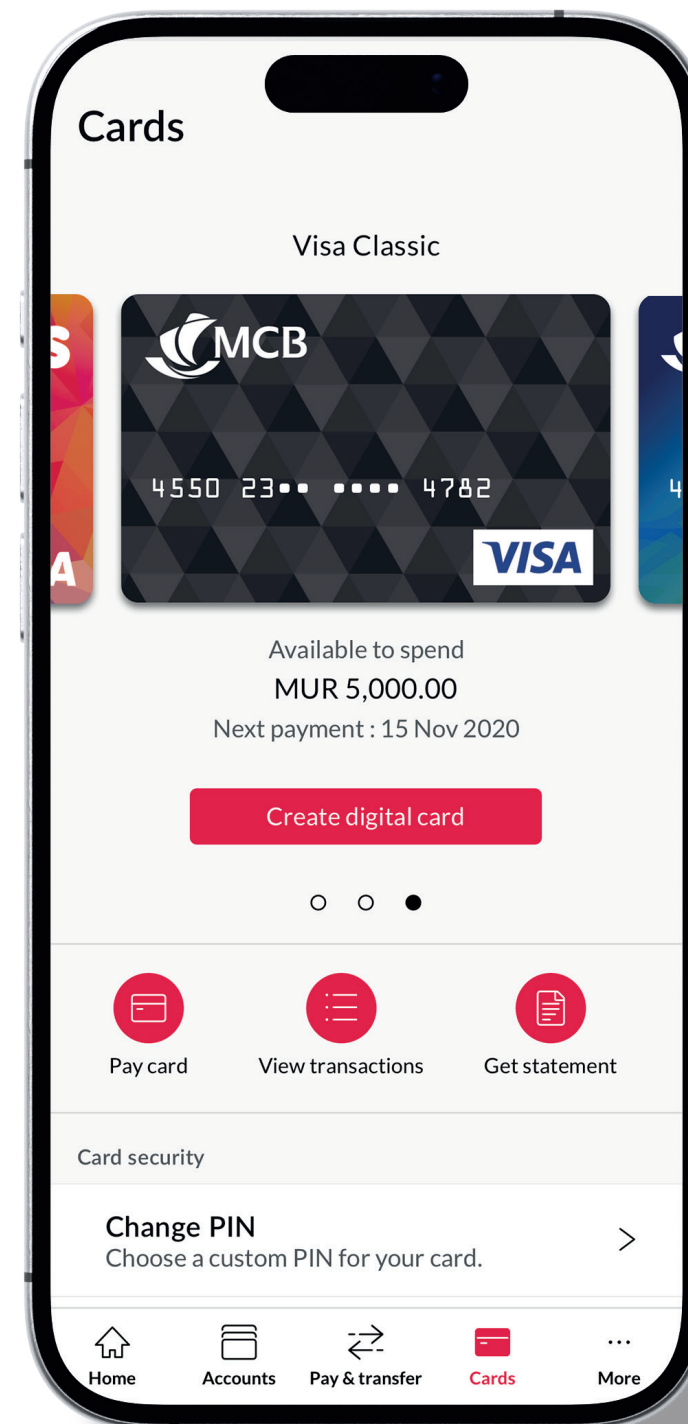 Cards
Visa Classic
S
MCB
4550 23•• •••• 4782
4
A
VISA
Available to spend
MUR 5,000.00
Next payment : 15 Nov 2020
Create digital card
Pay card
View transactions
Get statement
Card security
Change PIN
Choose a custom PIN for your card.
Home
Accounts
Pay & transfer
Cards
More